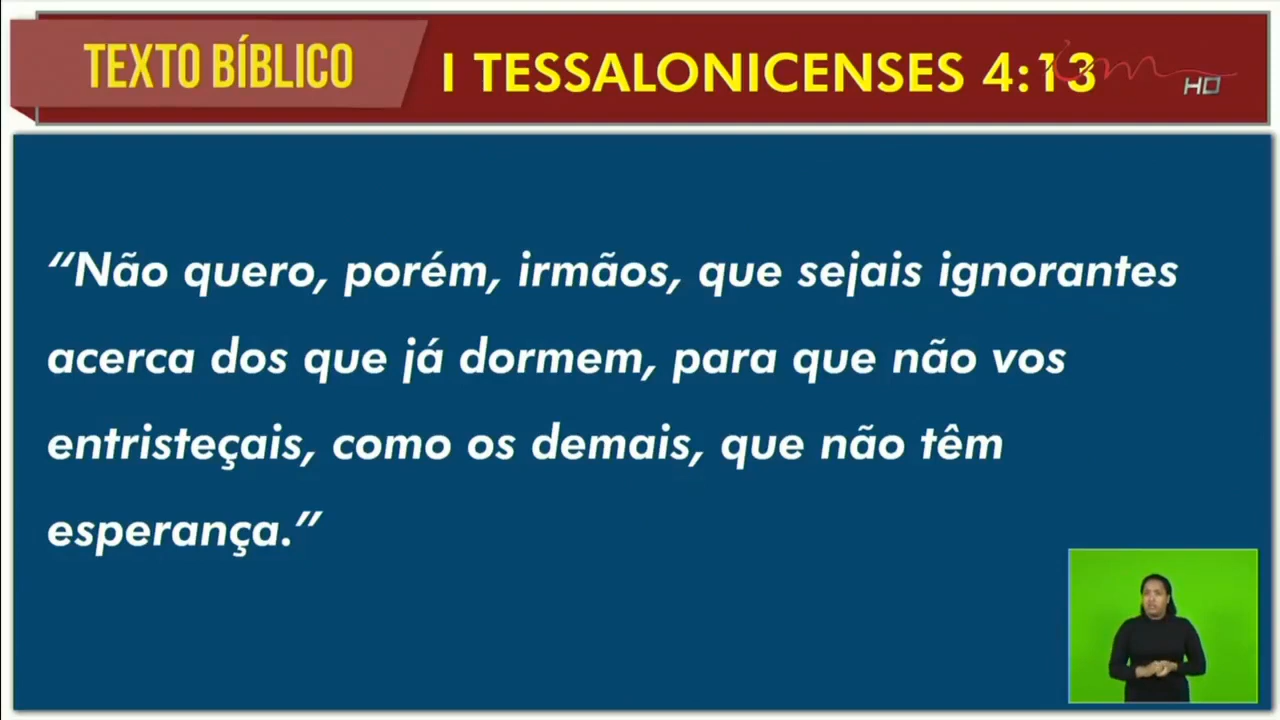 TEXTO BÍBLICO
I TESSALONICENSES 4:13
HD
“Não quero, porém, irmãos, que sejais ignorantes
acerca dos que já dormem, para que não vos
entristeçais, como os demais, que não têm
esperança.”